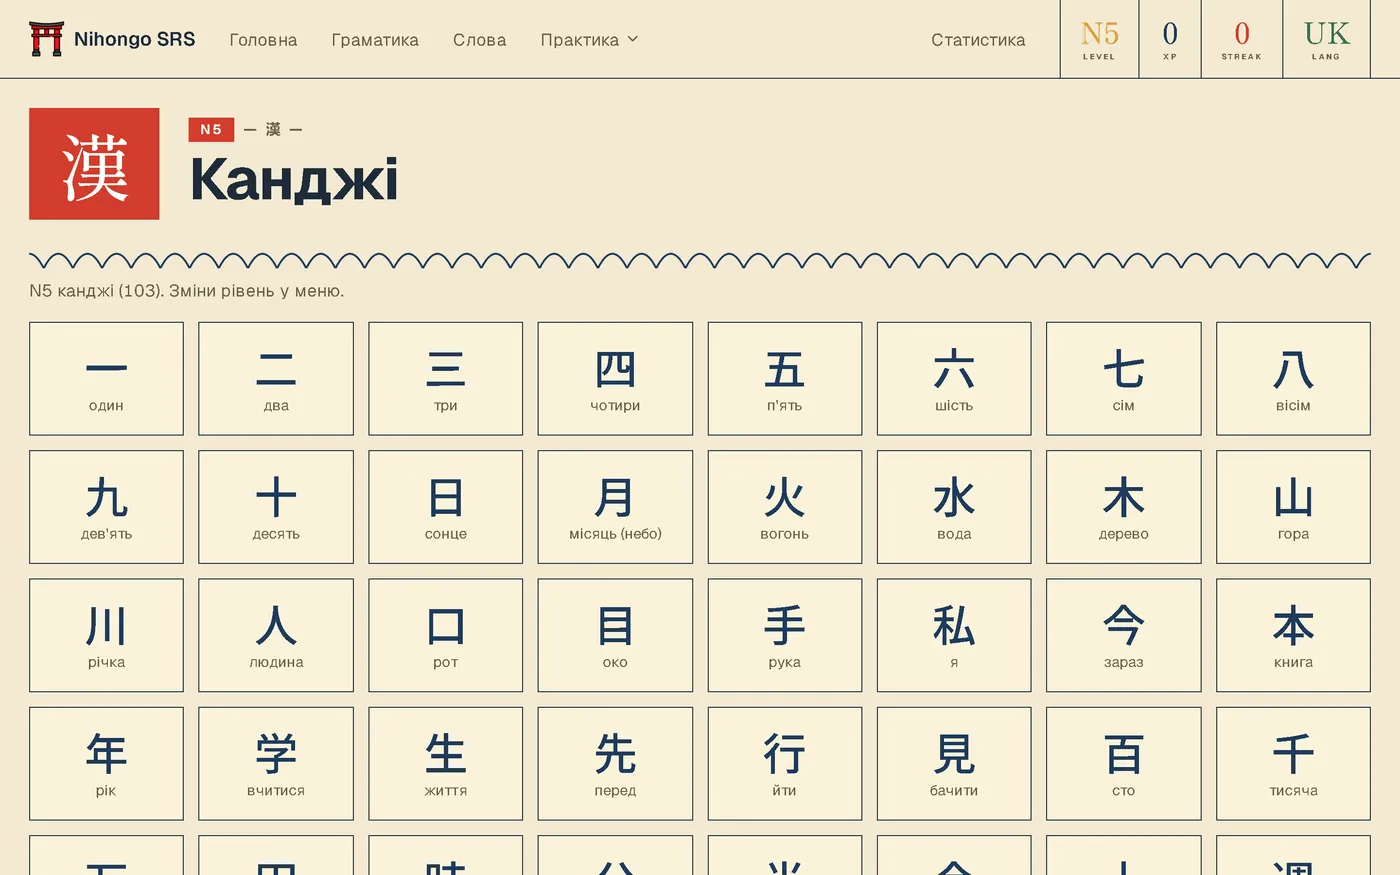 Nihongo SRS Головна Граматика Слова Практика Статистика
N5 LEVEL 0 XP 0 STREAK UK LANG
漢
N5 — 漢 —
Канджі
N5 канджі (103). Зміни рівень у меню.
一 二 三 四 五 六 七 八
один два три чотири п'ять шість сім вісім
九 十 日 月 火 水 木 山
дев'ять десять сонце місяць (небо) вогонь вода дерево гора
川 人 口 目 手 私 今 本
річка людина рот око рука я зараз книга
年 学 生 先 行 見 百 千
рік вчитися життя перед йти бачити сто тисяча